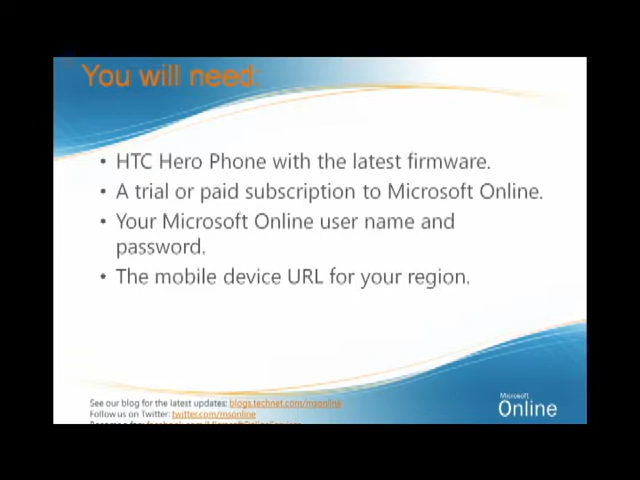 You will need:
• HTC Hero Phone with the latest firmware.
• A trial or paid subscription to Microsoft Online.
• Your Microsoft Online user name and
password.
• The mobile device URL for your region.
See our blog for the latest updates: blogs.technet.com/msonline
Follow us on Twitter: twitter.com/msonline
Microsoft
Online